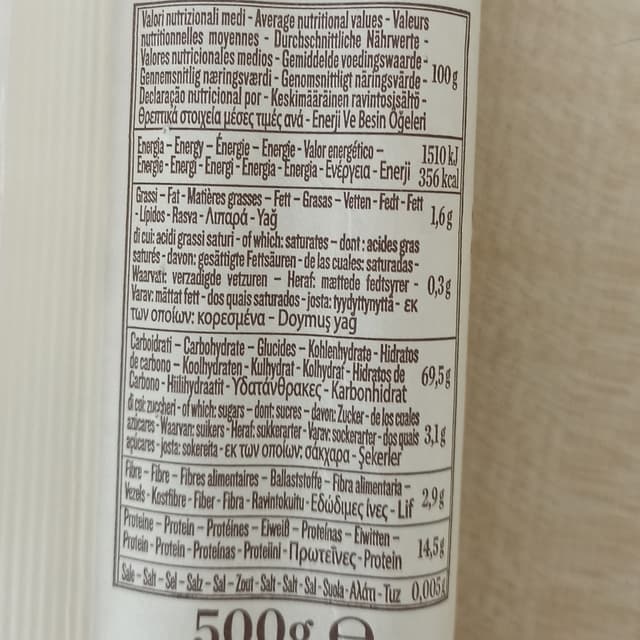 Valori nutrizionali medi - Average nutritional values - Valeurs
nutritionnelles moyennes - Durchschnittliche Nährwerte -
Valores nutricionales medios - Gemiddelde voedingswaarde -
Gennemsnitlig næringsværdi - Genomsnittligt näringsvärde - 100 g
Declaração nutricional por - Keskimääräinen ravintosisältö -
Θρεπτικά στοιχεία μέσες τιμές ανά - Enerji Ve Besin Öğeleri
Energia - Energy - Énergie - Energie - Valor energético - 1510 kJ
Energie - Energi - Energi - Energia - Energia - Ενέργεια - Enerji 356 kcal
Grassi - Fat - Matières grasses - Fett - Grasas - Vetten - Fedt - Fett
- Lípidos - Rasva - Λιπαρά - Yağ 1,6 g
di cui: acidi grassi saturi - of which: saturates - dont: acides gras
saturés - davon: gesättigte Fettsäuren - de las cuales: saturadas -
Waarvan: verzadigde vetzuren - Heraf: mættede fedtsyrer - 0,3 g
Varav: mättat fett - dos quais saturados - josta: tyydyttynyttä - εκ
των οποίων: κορεσμένα - Doymuş yağ
Carboidrati - Carbohydrate - Glucides - Kohlenhydrate - Hidratos
de carbono - Koolhydraten - Kulhydrat - Kolhydraf - Hidratos de 69,5 g
Carbono - Hiilihydraatit - Υδατάνθρακες - Karbonhidrat
di cui: zuccheri - of which: sugars - dont: sucres - davon: Zucker - de los cuales
azúcares - Waarvan: suikers - Heraf: sukkerarter - Varav: sockerarter - dos quais 3,1 g
açúcares - josta: sokereita - εκ των οποίων: σάκχαρα - Şekerler
Fibre - Fibre - Fibres alimentaires - Ballaststoffe - Fibra alimentaria -
Vezels - Kostfibre - Fiber - Fibra - Ravintokuitu - Εδώδιμες ίνες - Lif 2,9 g
Proteine - Protein - Protéines - Eiweiß - Proteínas - Eiwitten -
Protein - Protein - Proteínas - Proteiini - Πρωτεΐνες - Protein 14,5 g
Sale - Salt - Sel - Salz - Sal - Zout - Salt - Salt - Sal - Suola - Αλάτι - Tuz 0,005
500g ℮